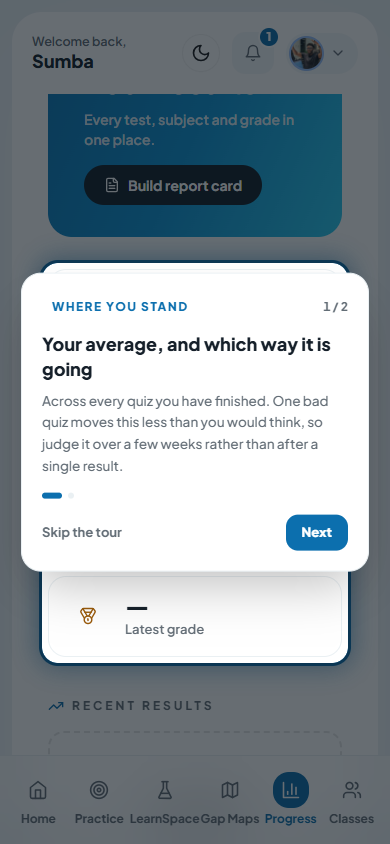 Welcome back,
Sumba
1
Every test, subject and grade in
one place.
Build report card
WHERE YOU STAND
1/2
Your average, and which way it is
going
Across every quiz you have finished. One bad
quiz moves this less than you would think, so
judge it over a few weeks rather than after a
single result.
Skip the tour
Next
—
Latest grade
RECENT RESULTS
Home
Practice
LearnSpace
Gap Maps
Progress
Classes